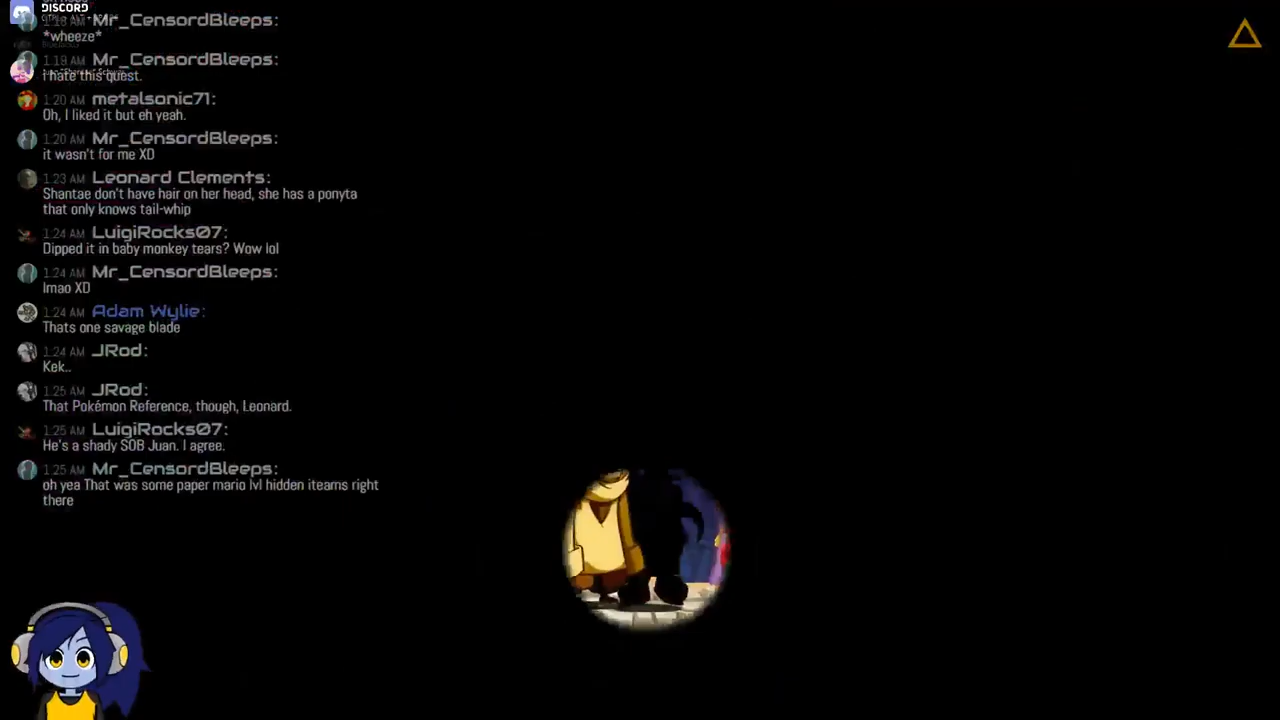 DISCORD
1:18 AM Mr_CensordBleeps:
*wheeze*
1:19 AM Mr_CensordBleeps:
i hate this quest.
1:20 AM metalsonic71:
Oh, I liked it but eh yeah.
1:20 AM Mr_CensordBleeps:
it wasn't for me XD
1:23 AM Leonard Clements:
Shantae don't have hair on her head, she has a ponyta
that only knows tail-whip
1:24 AM LuigiRocks07:
Dipped it in baby monkey tears? Wow lol
1:24 AM Mr_CensordBleeps:
lmao XD
1:24 AM Adam Wylie:
Thats one savage blade
1:24 AM JRod:
Kek..
1:25 AM JRod:
That Pokémon Reference, though, Leonard.
1:25 AM LuigiRocks07:
He's a shady SOB Juan. I agree.
1:25 AM Mr_CensordBleeps:
oh yea That was some paper mario lvl hidden iteams right
there